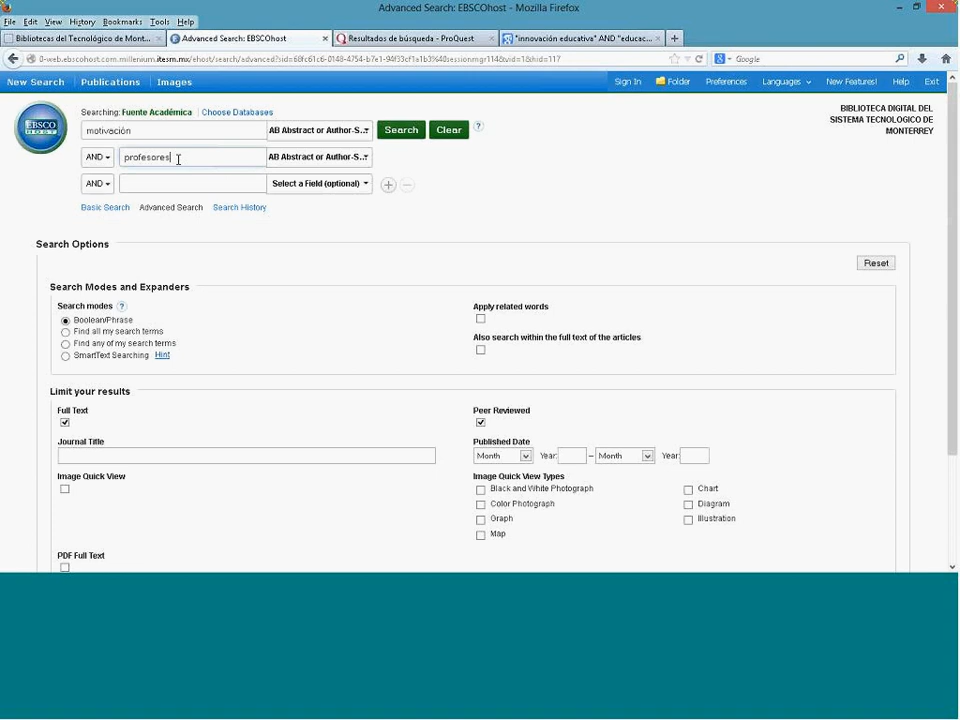 Advanced Search: EBSCOhost - Mozilla Firefox
File Edit View History Bookmarks Tools Help
Bibliotecas del Tecnológico de Mont... Advanced Search: EBSCOhost Resultados de búsqueda - ProQuest "innovación educativa" AND "educac...
Google
New Search Publications Images Sign In Folder Preferences Languages New Features! Help Exit
Searching: Fuente Académica Choose Databases
BIBLIOTECA DIGITAL DEL
SISTEMA TECNOLOGICO DE
MONTERREY
EBSCO
HOST
motivación AB Abstract or Author-S... Search Clear ?
AND profesores AB Abstract or Author-S...
AND Select a Field (optional)
Basic Search Advanced Search Search History
Search Options
Reset
Search Modes and Expanders
Search modes ?
Boolean/Phrase
Find all my search terms
Find any of my search terms
SmartText Searching Hint
Apply related words
Also search within the full text of the articles
Limit your results
Full Text
Peer Reviewed
Journal Title
Published Date
Month Year: – Month Year:
Image Quick View
Image Quick View Types
Black and White Photograph
Chart
Color Photograph
Diagram
Graph
Illustration
Map
PDF Full Text